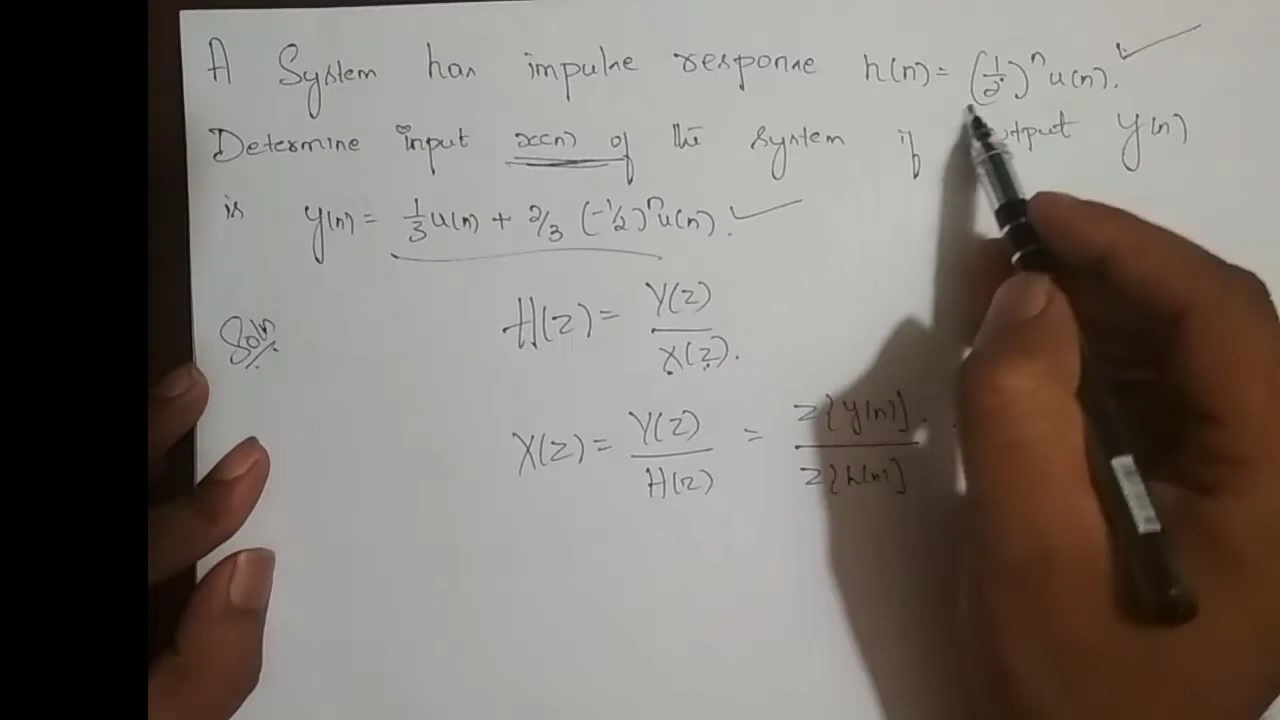 A System has impulse response h(n) = (1/2)^n u(n).
Determine input x(n) of the system if output y(n)
is y(n) = 1/3 u(n) + 2/3 (-1/2)^n u(n).
Soln
H(z) = Y(z) / X(z).
X(z) = Y(z) / H(z) = Z{y(n)} / Z{h(n)}